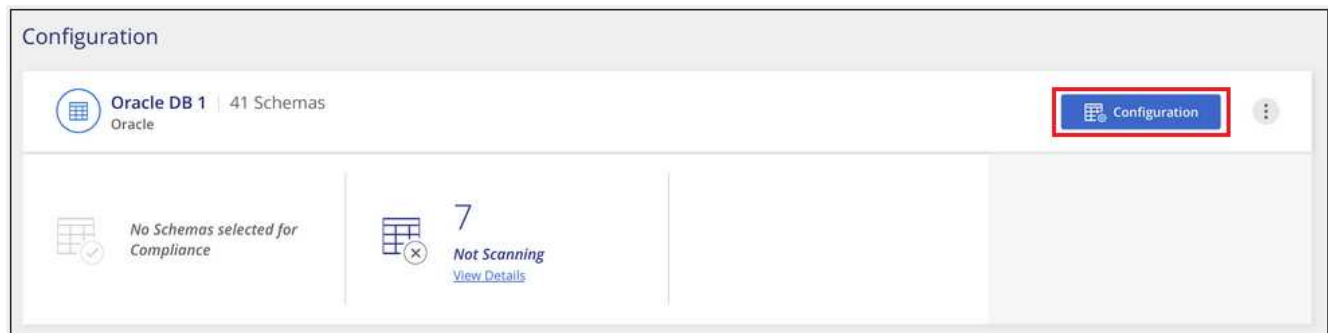 Configuration
Oracle DB 1 | 41 Schemas
Oracle
Configuration
No Schemas selected for
Compliance
7
Not Scanning
View Details